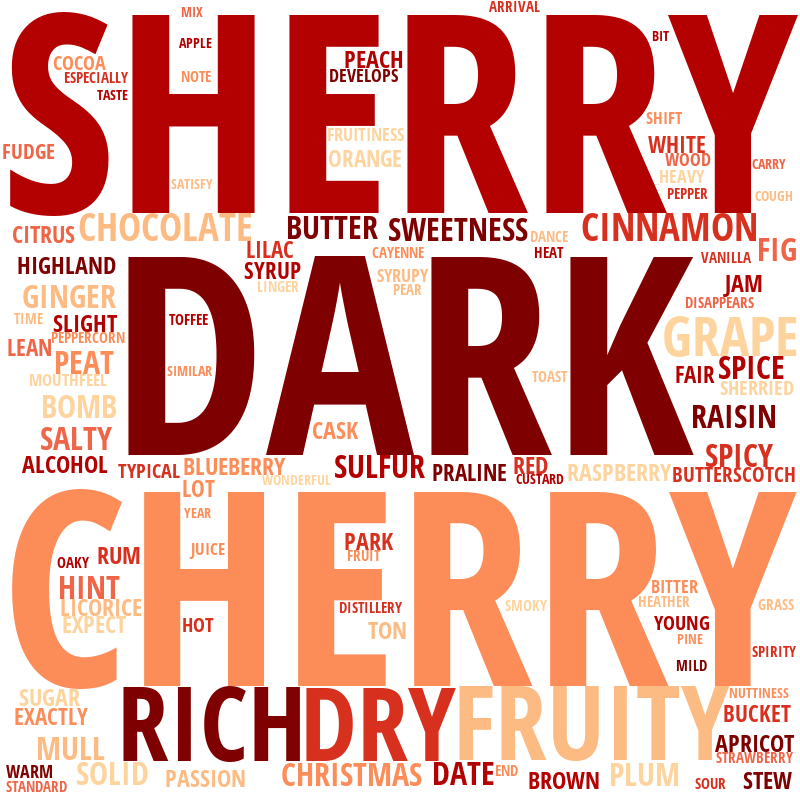 ARRIVAL
MIX
SHERRY
BIT
APPLE
COCOA
PEACH
ESPECIALLY
NOTE
DEVELOPS
TASTE
SHIFT
FRUITINESS
WHITE
FUDGE
ORANGE
WOOD
CARRY
HEAVY
SATISFY
PEPPER
COUGH
CHOCOLATE
BUTTER
SWEETNESS
CINNAMON
CITRUS
DANCE
LILAC
CAYENNE
HEAT
VANILLA
FIG
HIGHLAND
SYRUP
SYRUPY
LINGER
PEAR
JAM
GINGER
DISAPPEARS
DARK
TIME
SLIGHT
TOFFEE
GRAPE
PEPPERCORN
LEAN
PEAT
SIMILAR
TOAST
FAIR
SPICE
MOUTHFEEL
SHERRIED
BOMB
RAISIN
CASK
SALTY
SPICY
ALCOHOL
TYPICAL
BLUEBERRY
SULFUR
PRALINE
RED
RASPBERRY
BUTTERSCOTCH
WONDERFUL
CUSTARD
LOT
YEAR
CHERRY
PARK
JUICE
RUM
FRUIT
OAKY
HINT
BITTER
LICORICE
DISTILLERY
SMOKY
HEATHER
GRASS
EXPECT
HOT
TON
YOUNG
PINE
SPIRITY
MILD
SUGAR
RICH
DRY
FRUITY
NUTTINESS
EXACTLY
BUCKET
MULL
APRICOT
STRAWBERRY
WARM
SOLID
PASSION
CHRISTMAS
DATE
END
BROWN
PLUM
SOUR
STEW
STANDARD